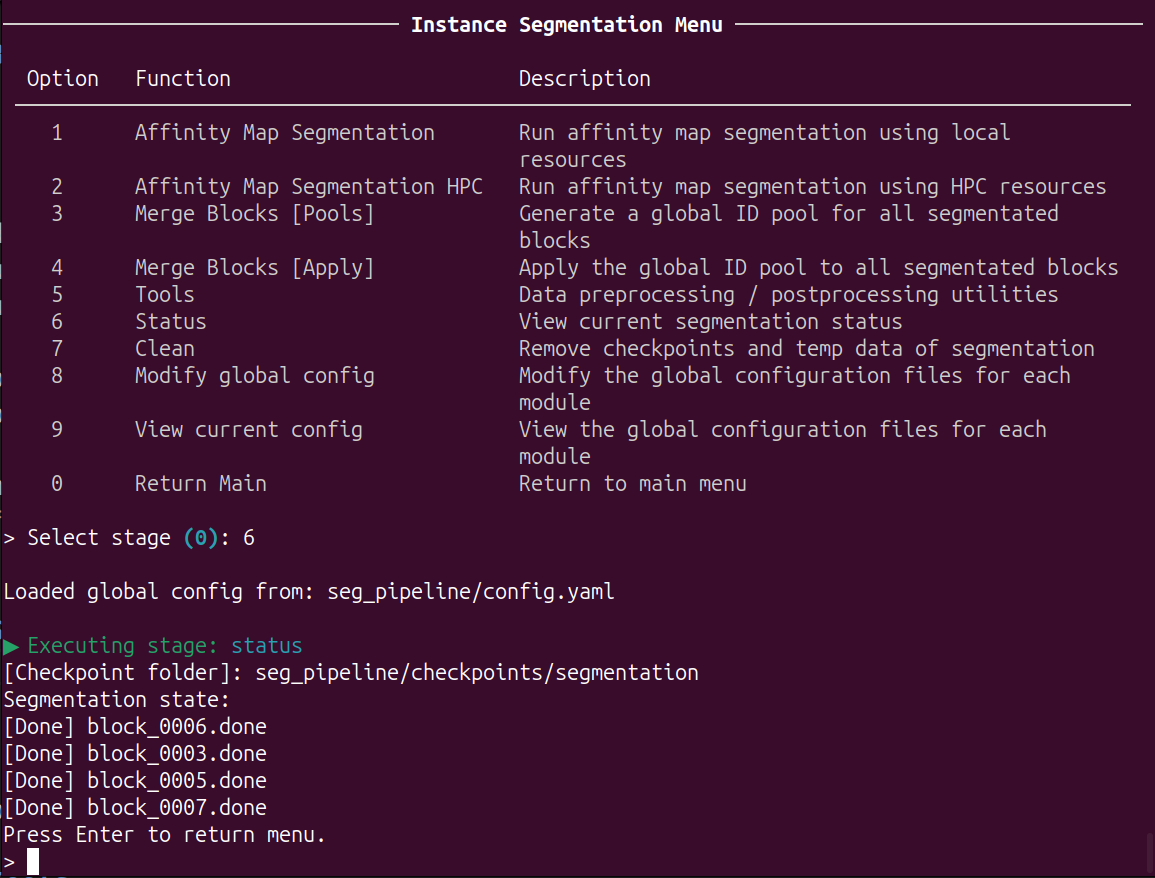 Instance Segmentation Menu
Option Function Description
1 Affinity Map Segmentation Run affinity map segmentation using local
resources
2 Affinity Map Segmentation HPC Run affinity map segmentation using HPC resources
3 Merge Blocks [Pools] Generate a global ID pool for all segmentated
blocks
4 Merge Blocks [Apply] Apply the global ID pool to all segmentated blocks
5 Tools Data preprocessing / postprocessing utilities
6 Status View current segmentation status
7 Clean Remove checkpoints and temp data of segmentation
8 Modify global config Modify the global configuration files for each
module
9 View current config View the global configuration files for each
module
0 Return Main Return to main menu
> Select stage (0): 6
Loaded global config from: seg_pipeline/config.yaml
▶ Executing stage: status
[Checkpoint folder]: seg_pipeline/checkpoints/segmentation
Segmentation state:
[Done] block_0006.done
[Done] block_0003.done
[Done] block_0005.done
[Done] block_0007.done
Press Enter to return menu.
>